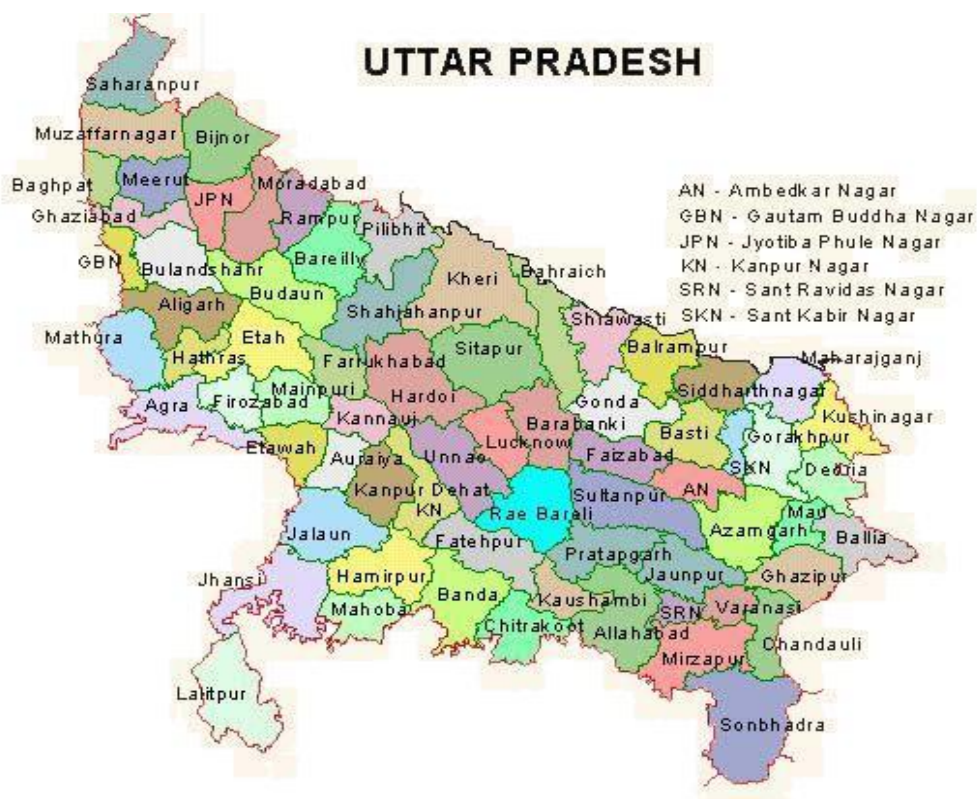 UTTAR PRADESH
Saharanpur
Muzaffarnagar
Bijnor
Baghpat
Meerut
JPN
Moradabad
Ghaziabad
Rampur
Pilibhit
GBN
Bulandshahr
Bareilly
Budaun
Kheri
Bahraich
AN - Ambedkar Nagar
GBN - Gautam Buddha Nagar
JPN - Jyotiba Phule Nagar
KN - Kanpur Nagar
SRN - Sant Ravidas Nagar
SKN - Sant Kabir Nagar
Aligarh
Shahjahanpur
Shrawasti
Mathura
Hathras
Etah
Farrukhabad
Sitapur
Balrampur
Maharajganj
Siddharthnagar
Agra
Firozabad
Mainpuri
Hardoi
Gonda
Kushinagar
Kannauj
Barabanki
Basti
Gorakhpur
Etawah
Auraiya
Unnao
Lucknow
Faizabad
SKN
Deoria
Kanpur Dehat
KN
Rae Bareli
Sultanpur
AN
Mau
Jalaun
Fatehpur
Azamgarh
Ballia
Pratapgarh
Jhansi
Hamirpur
Jaunpur
Ghazipur
Mahoba
Banda
Kaushambi
SRN
Varanasi
Chitrakoot
Allahabad
Chandauli
Mirzapur
Lalitpur
Sonbhadra